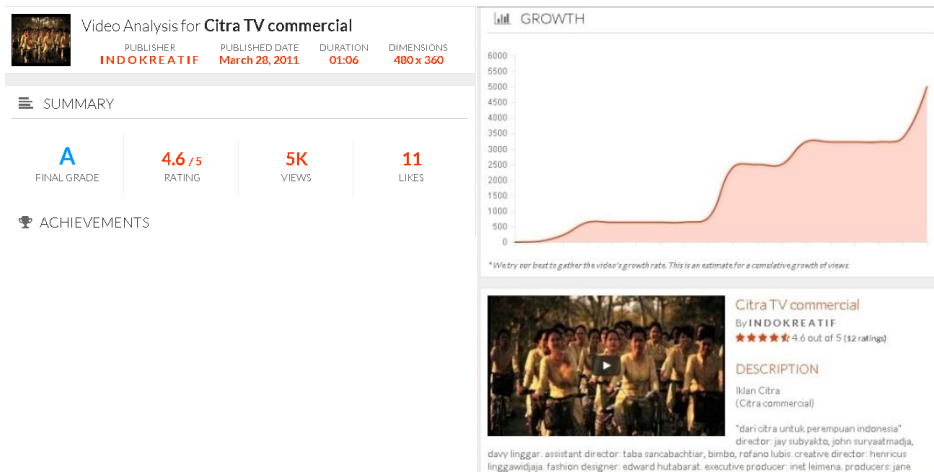 Video Analysis for Citra TV commercial
PUBLISHER PUBLISHED DATE DURATION DIMENSIONS
INDOKREATIF March 28, 2011 01:06 480 x 360
SUMMARY
A 4.6 / 5 5K 11
FINAL GRADE RATING VIEWS LIKES
ACHIEVEMENTS
GROWTH
6000
5500
5000
4500
4000
3500
3000
2500
2000
1500
1000
500
0
*We try our best to gather the video's growth rate. This is an estimate for a cumulative growth of views.
Citra TV commercial
By INDOKREATIF
4.6 out of 5 (12 ratings)
DESCRIPTION
Iklan Citra
(Citra commercial)
"dari citra untuk perempuan indonesia"
director: jay subyakto, john suryaatmadja,
davy linggar. assistant director: taba sancabachtiar, bimbo, rofano lubis. creative director: henricus
linggawidjaja. fashion designer: edward hutabarat. executive producer: inet leimena. producers: jane